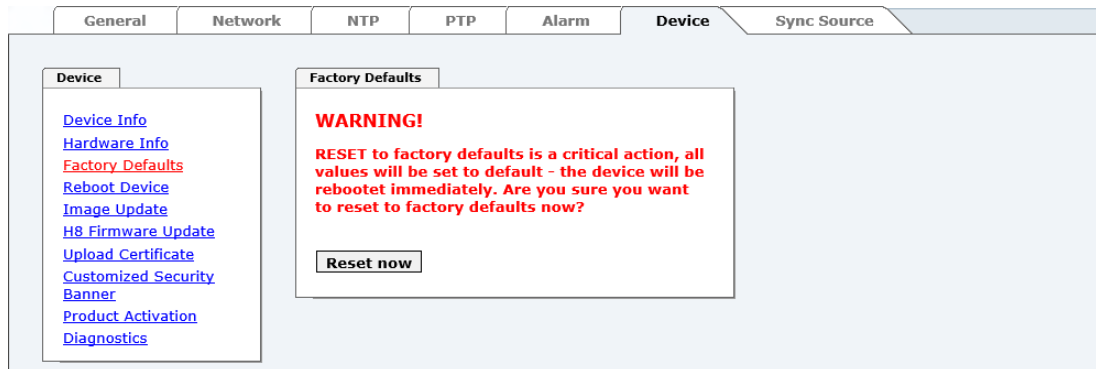 General Network NTP PTP Alarm Device Sync Source
Device
Device Info
Hardware Info
Factory Defaults
Reboot Device
Image Update
H8 Firmware Update
Upload Certificate
Customized Security
Banner
Product Activation
Diagnostics
Factory Defaults
WARNING!
RESET to factory defaults is a critical action, all
values will be set to default - the device will be
rebootet immediately. Are you sure you want
to reset to factory defaults now?
Reset now